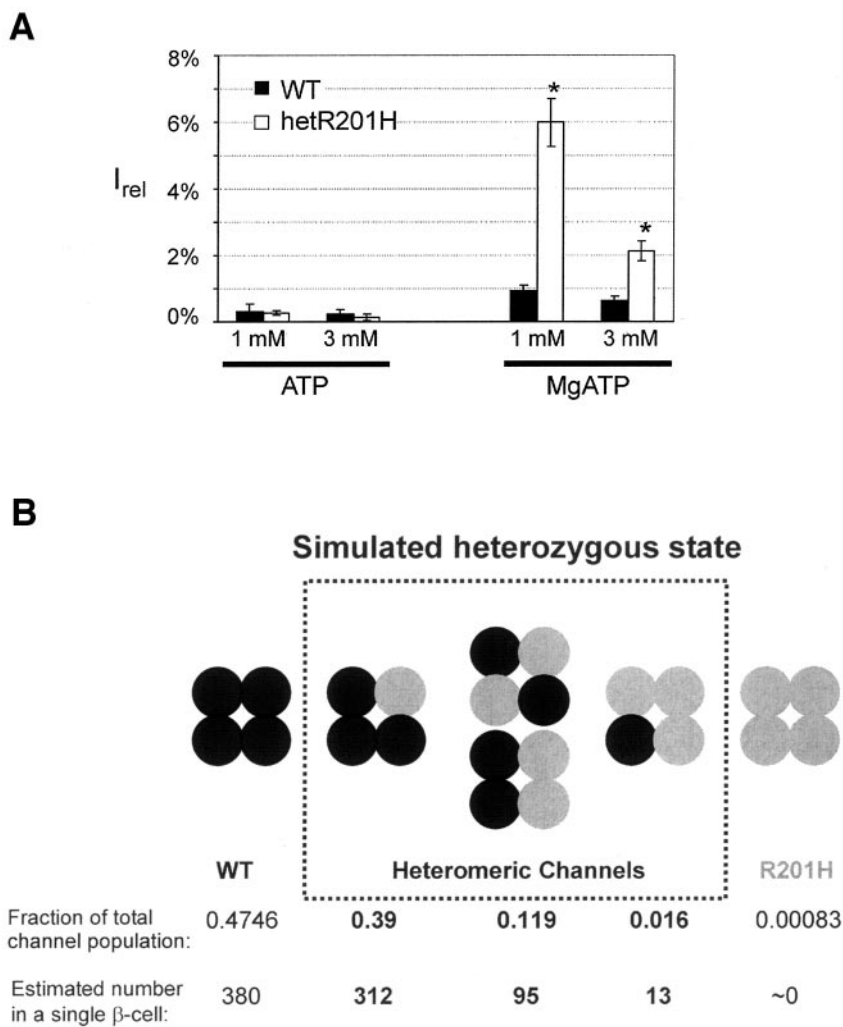 A
8%
6%
4%
2%
0%
I rel
WT
hetR201H
*
*
1 mM 3 mM 1 mM 3 mM
ATP MgATP
B
Simulated heterozygous state
WT Heteromeric Channels R201H
Fraction of total
channel population: 0.4746 0.39 0.119 0.016 0.00083
Estimated number
in a single β-cell: 380 312 95 13 ~0